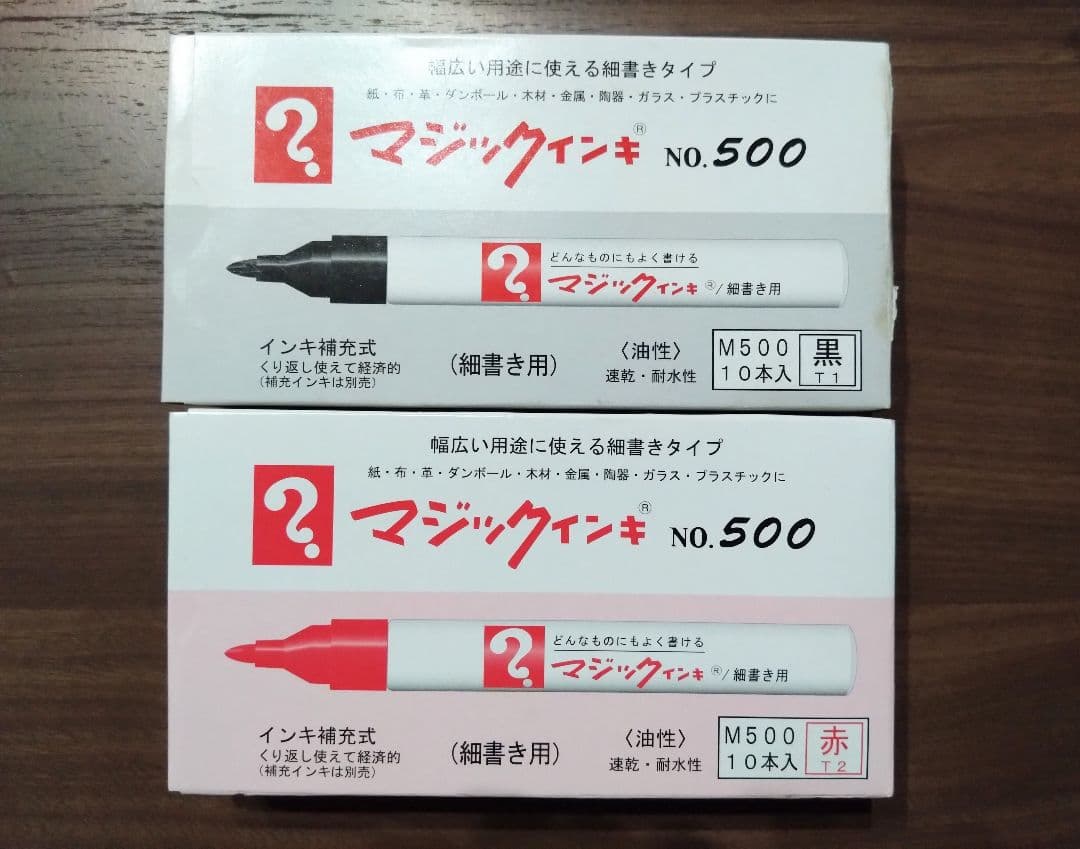 幅広い用途に使える細書きタイプ
紙・布・革・ダンボール・木材・金属・陶器・ガラス・プラスチックに
?
マジックインキ® NO.500
?
どんなものにもよく書ける
マジックインキ®/細書き用
インキ補充式
くり返し使えて経済的
(補充インキは別売)
(細書き用)
〈油性〉
速乾・耐水性
M500
10本入
黒
T1
幅広い用途に使える細書きタイプ
紙・布・革・ダンボール・木材・金属・陶器・ガラス・プラスチックに
?
マジックインキ® NO.500
?
どんなものにもよく書ける
マジックインキ®/細書き用
インキ補充式
くり返し使えて経済的
(補充インキは別売)
(細書き用)
〈油性〉
速乾・耐水性
M500
10本入
赤
T2